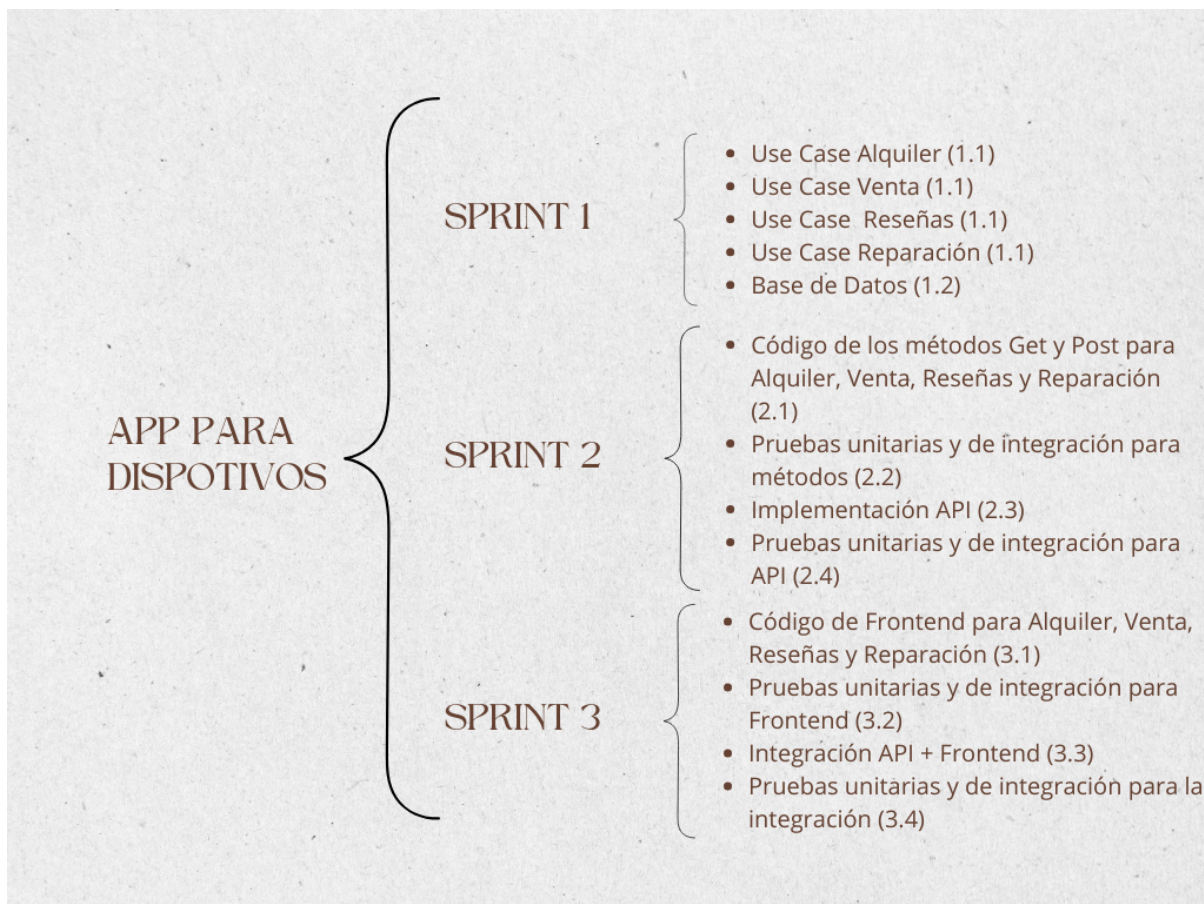 APP PARA
DISPOTIVOS
SPRINT 1
• Use Case Alquiler (1.1)
• Use Case Venta (1.1)
• Use Case  Reseñas (1.1)
• Use Case Reparación (1.1)
• Base de Datos (1.2)
SPRINT 2
• Código de los métodos Get y Post para
Alquiler, Venta, Reseñas y Reparación
(2.1)
• Pruebas unitarias y de integración para
métodos (2.2)
• Implementación API (2.3)
• Pruebas unitarias y de integración para
API (2.4)
SPRINT 3
• Código de Frontend para Alquiler, Venta,
Reseñas y Reparación (3.1)
• Pruebas unitarias y de integración para
Frontend (3.2)
• Integración API + Frontend (3.3)
• Pruebas unitarias y de integración para la
integración (3.4)